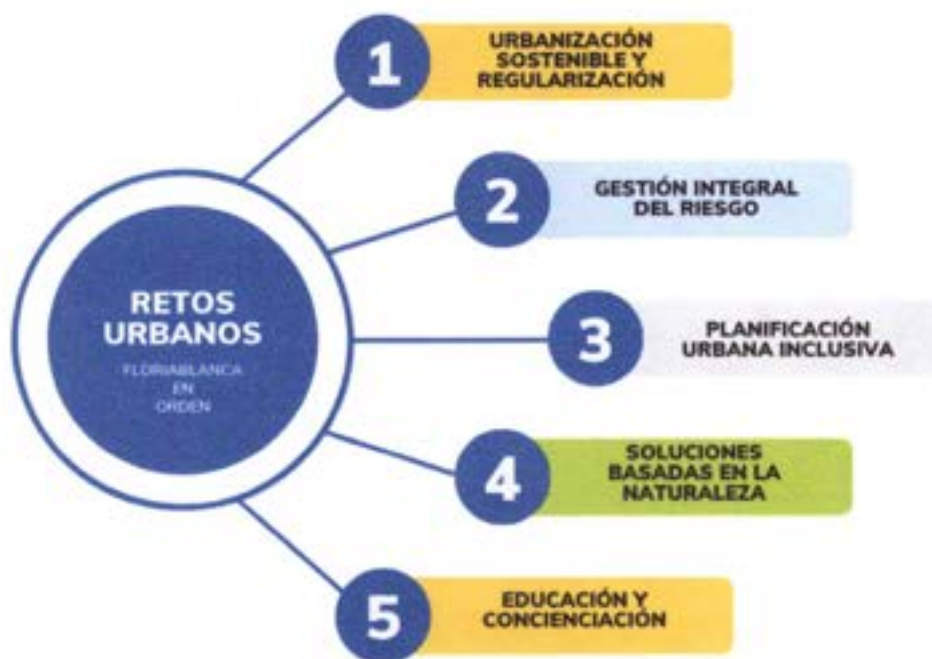 1
URBANIZACIÓN
SOSTENIBLE Y
REGULARIZACIÓN
2
GESTIÓN INTEGRAL
DEL RIESGO
RETOS
URBANOS
FLORIABLANCA
EN
ORDEN
3
PLANIFICACIÓN
URBANA INCLUSIVA
4
SOLUCIONES
BASADAS EN LA
NATURALEZA
5
EDUCACIÓN Y
CONCIENCIACIÓN